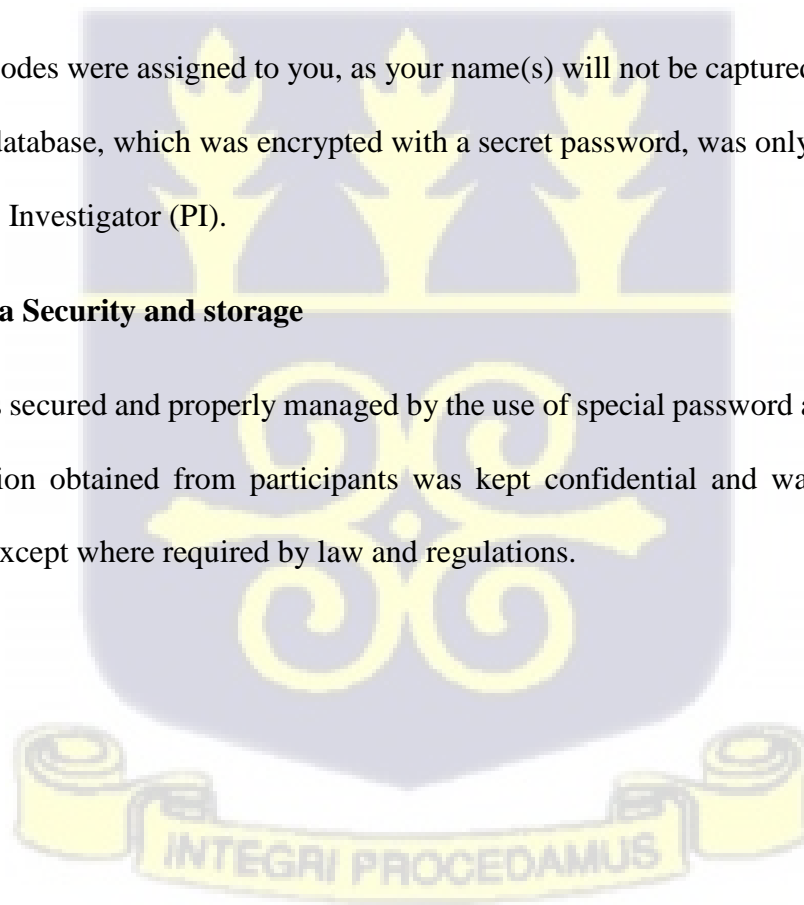 odes were assigned to you, as your name(s) will not be captured
database, which was encrypted with a secret password, was only
Investigator (PI).
a Security and storage
s secured and properly managed by the use of special password a
ion obtained from participants was kept confidential and wa
xcept where required by law and regulations.
INTEGRI PROCEDAMUS